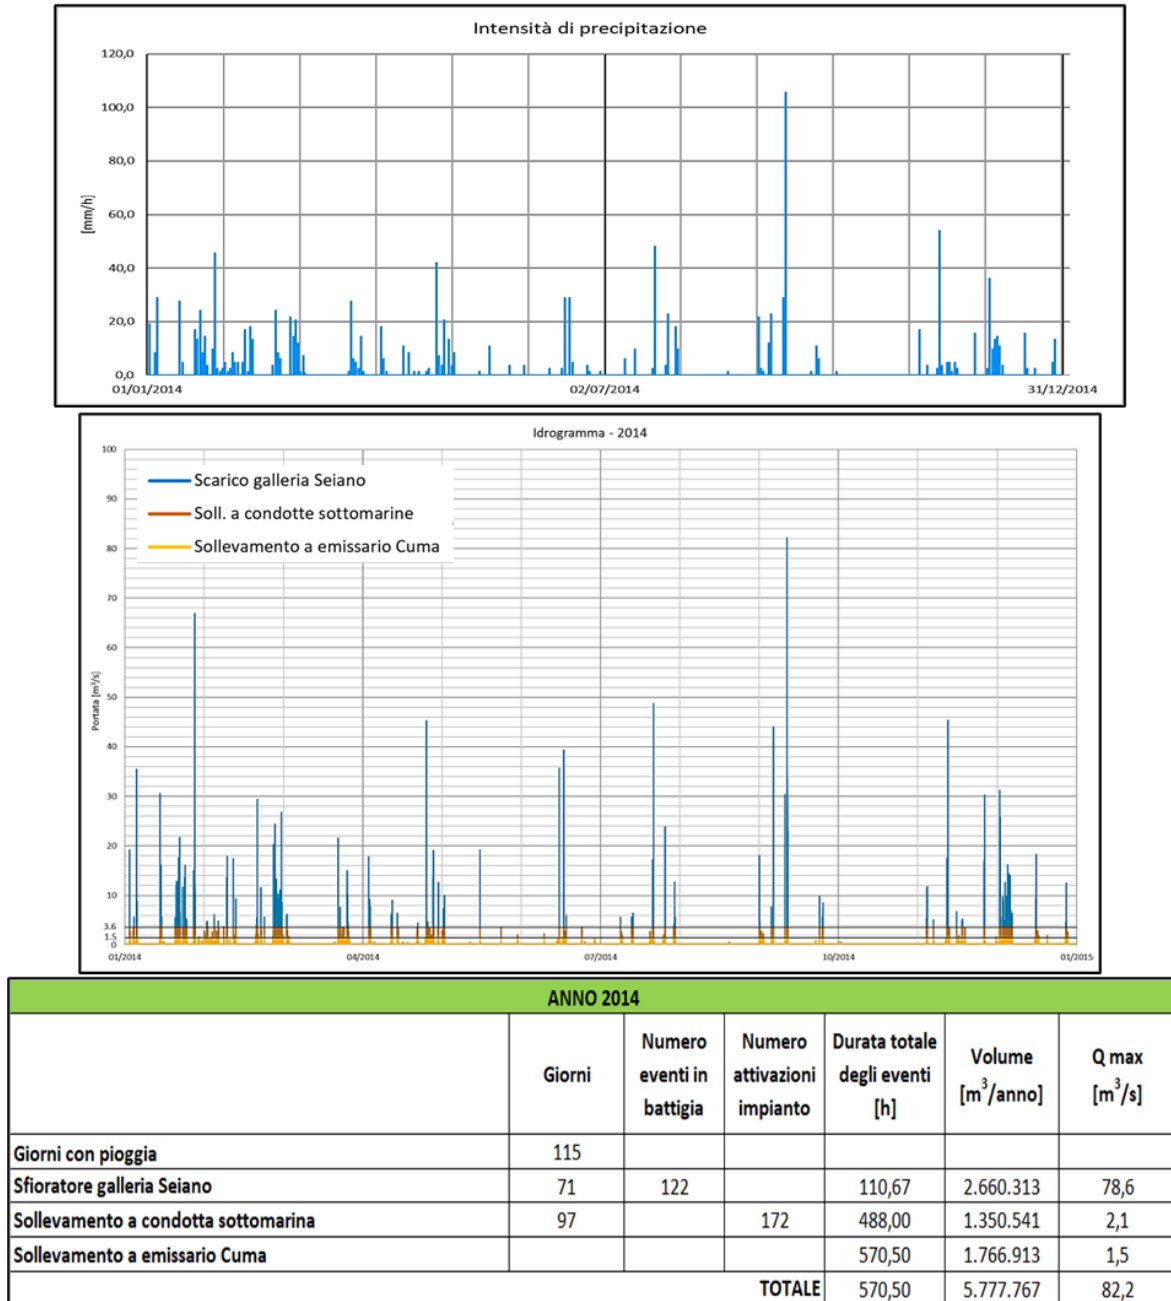 Intensità di precipitazione
120,0
100,0
80,0
60,0
40,0
20,0
0,0
[mm/h]
01/01/2014 02/07/2014 31/12/2014
Idrogramma - 2014
100
90
80
70
60
50
40
30
20
10
3.6
1.5
0
Portata [m³/s]
Scarico galleria Seiano
Soll. a condotte sottomarine
Sollevamento a emissario Cuma
01/2014 04/2014 07/2014 10/2014 01/2015
ANNO 2014
Giorni Numero eventi in battigia Numero attivazioni impianto Durata totale degli eventi [h] Volume [m³/anno] Q max [m³/s]
Giorni con pioggia 115
Sfioratore galleria Seiano 71 122 110,67 2.660.313 78,6
Sollevamento a condotta sottomarina 97 172 488,00 1.350.541 2,1
Sollevamento a emissario Cuma 570,50 1.766.913 1,5
TOTALE 570,50 5.777.767 82,2